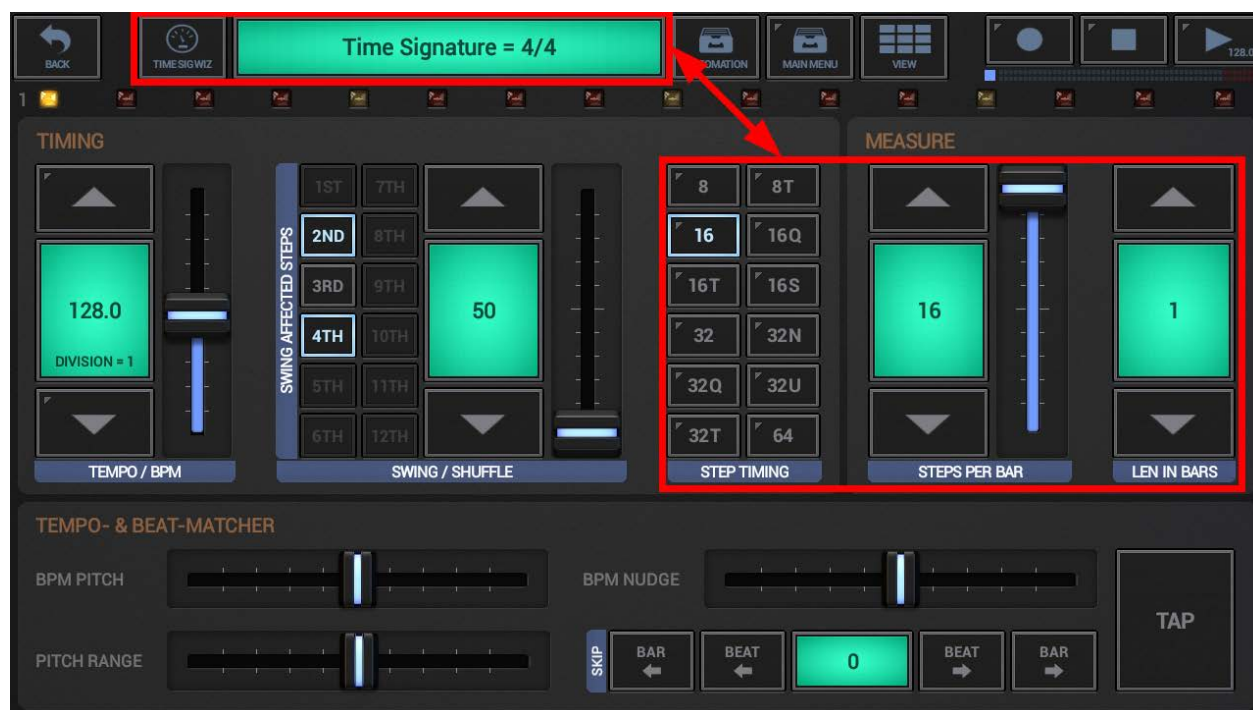 Time Signature = 4/4
BACK
TIME SIG WIZ
OMATION
MAIN MENU
VIEW
128.0
1
TIMING
MEASURE
1ST 7TH
8 8T
2ND 8TH
16 16Q
3RD 9TH
16T 16S
128.0
50
16
1
4TH 10TH
32 32N
DIVISION = 1
SWING AFFECTED STEPS
5TH 11TH
32Q 32U
6TH 12TH
32T 64
TEMPO / BPM
SWING / SHUFFLE
STEP TIMING
STEPS PER BAR
LEN IN BARS
TEMPO- & BEAT-MATCHER
BPM PITCH
BPM NUDGE
TAP
PITCH RANGE
SKIP
BAR
BEAT
0
BEAT
BAR